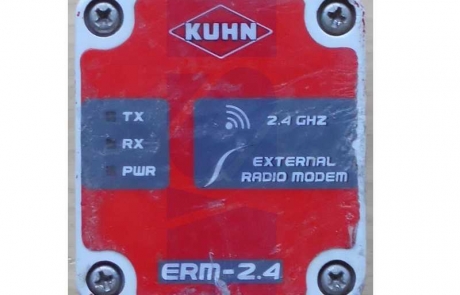 KUHN
TX
RX
PWR
2.4 GHZ
EXTERNAL
RADIO MODEM
ERM-2.4